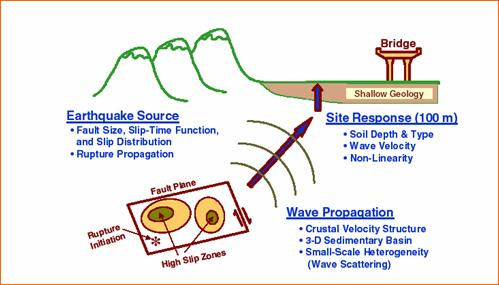 Bridge
Shallow Geology
Earthquake Source
• Fault Size, Slip-Time Function,
and Slip Distribution
• Rupture Propagation
Site Response (100 m)
• Soil Depth & Type
• Wave Velocity
• Non-Linearity
Fault Plane
Rupture
Initiation
High Slip Zones
Wave Propagation
• Crustal Velocity Structure
• 3-D Sedimentary Basin
• Small-Scale Heterogeneity
(Wave Scattering)